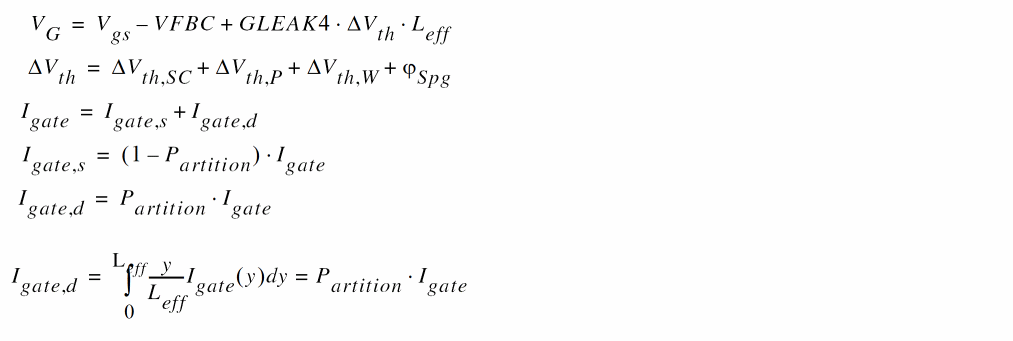 V_G = V_gs – VFBC + GLEAK4 · ΔV_th · L_eff
ΔV_th = ΔV_th,SC + ΔV_th,P + ΔV_th,W + φ_Spg
I_gate = I_gate,s + I_gate,d
I_gate,s = (1 – P_artition) · I_gate
I_gate,d = P_artition · I_gate
I_gate,d = ∫_0^L_eff y/L_eff I_gate(y)dy = P_artition · I_gate